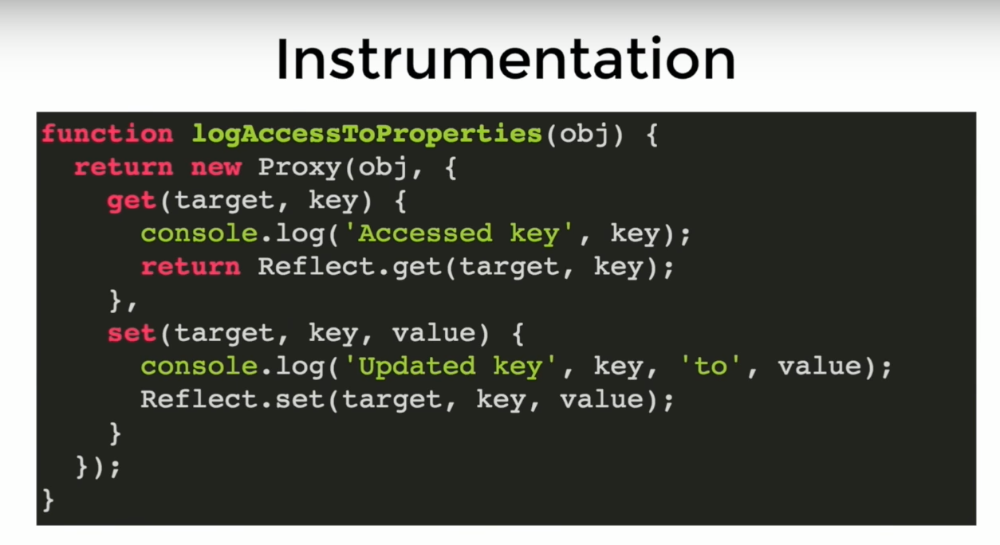 Instrumentation
function logAccessToProperties(obj) {
  return new Proxy(obj, {
    get(target, key) {
      console.log('Accessed key', key);
      return Reflect.get(target, key);
    },
    set(target, key, value) {
      console.log('Updated key', key, 'to', value);
      Reflect.set(target, key, value);
    }
  });
}